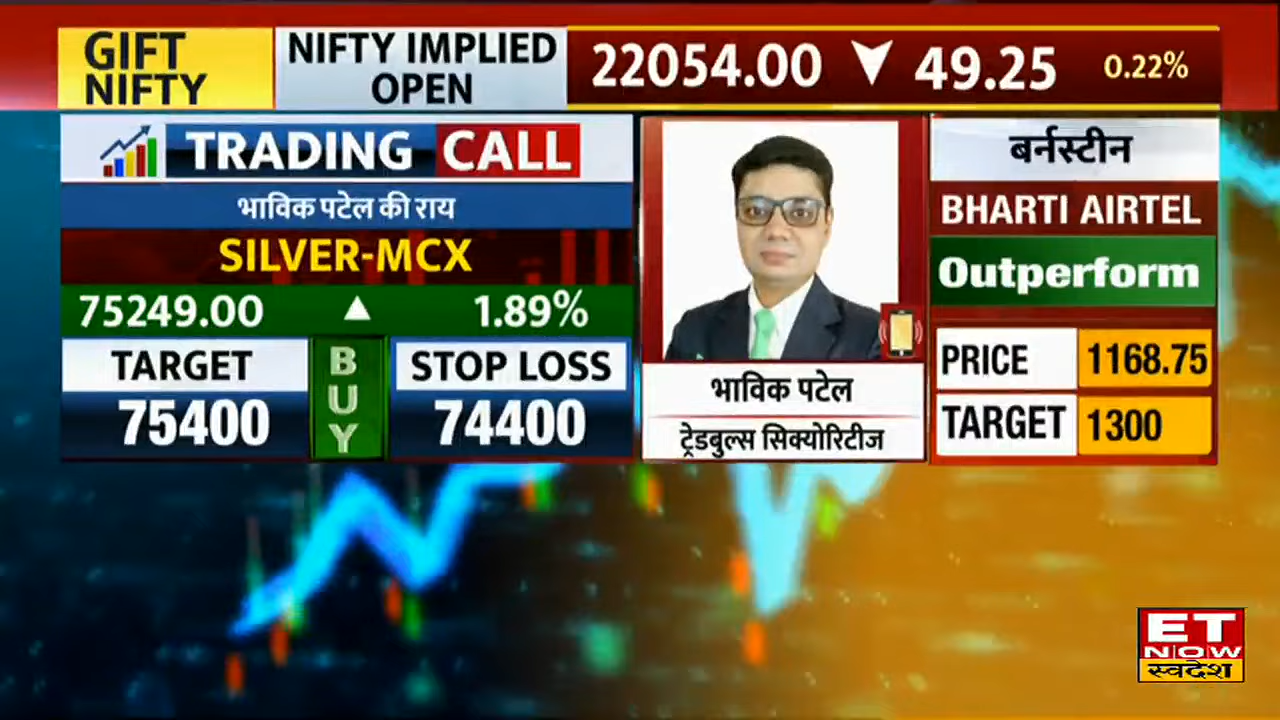 GIFT
NIFTY
NIFTY IMPLIED
OPEN
22054.00 ▼ 49.25 0.22%
TRADING CALL
भाविक पटेल की राय
SILVER-MCX
75249.00 ▲ 1.89%
TARGET
75400
BUY
STOP LOSS
74400
भाविक पटेल
ट्रेडबुल्स सिक्योरिटीज
बर्नस्टीन
BHARTI AIRTEL
Outperform
PRICE 1168.75
TARGET 1300
ET
NOW
स्वदेश